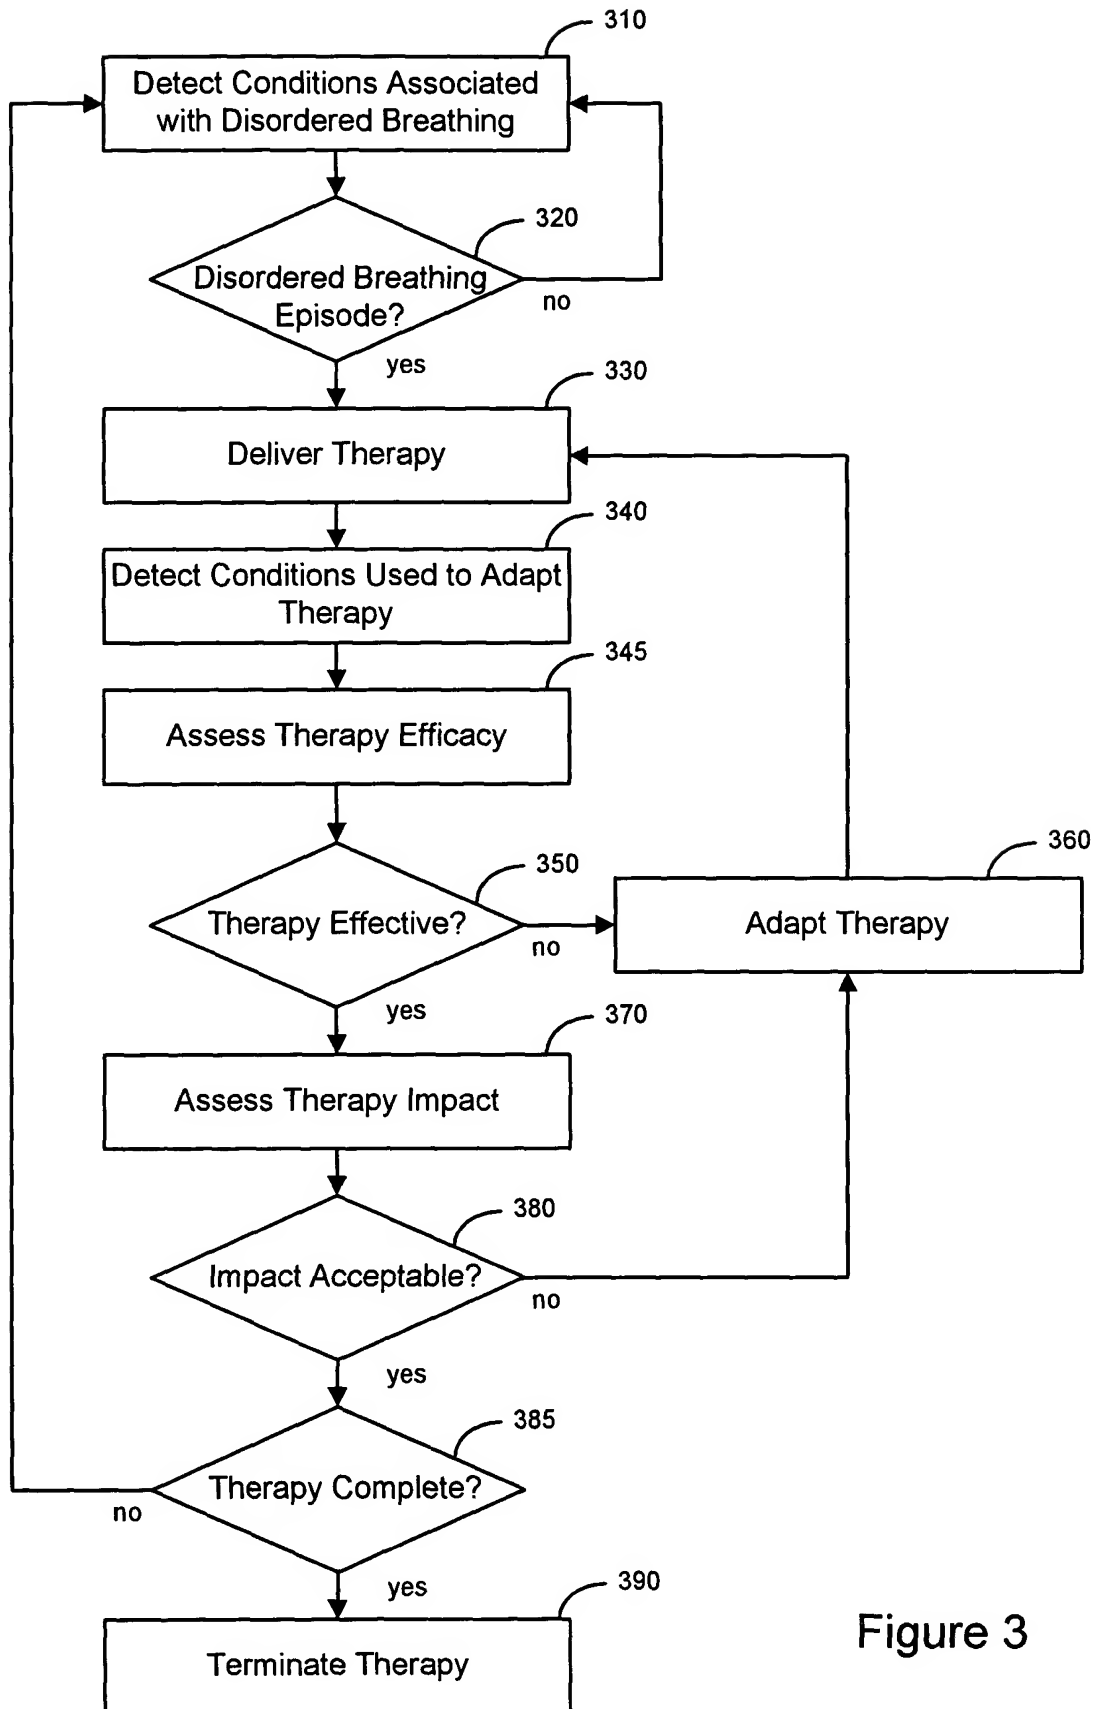 310
Detect Conditions Associated
with Disordered Breathing
320
Disordered Breathing
Episode?
no
yes
330
Deliver Therapy
340
Detect Conditions Used to Adapt
Therapy
345
Assess Therapy Efficacy
350
Therapy Effective?
no
360
Adapt Therapy
yes
370
Assess Therapy Impact
380
Impact Acceptable?
no
yes
385
Therapy Complete?
no
yes
390
Terminate Therapy
Figure 3